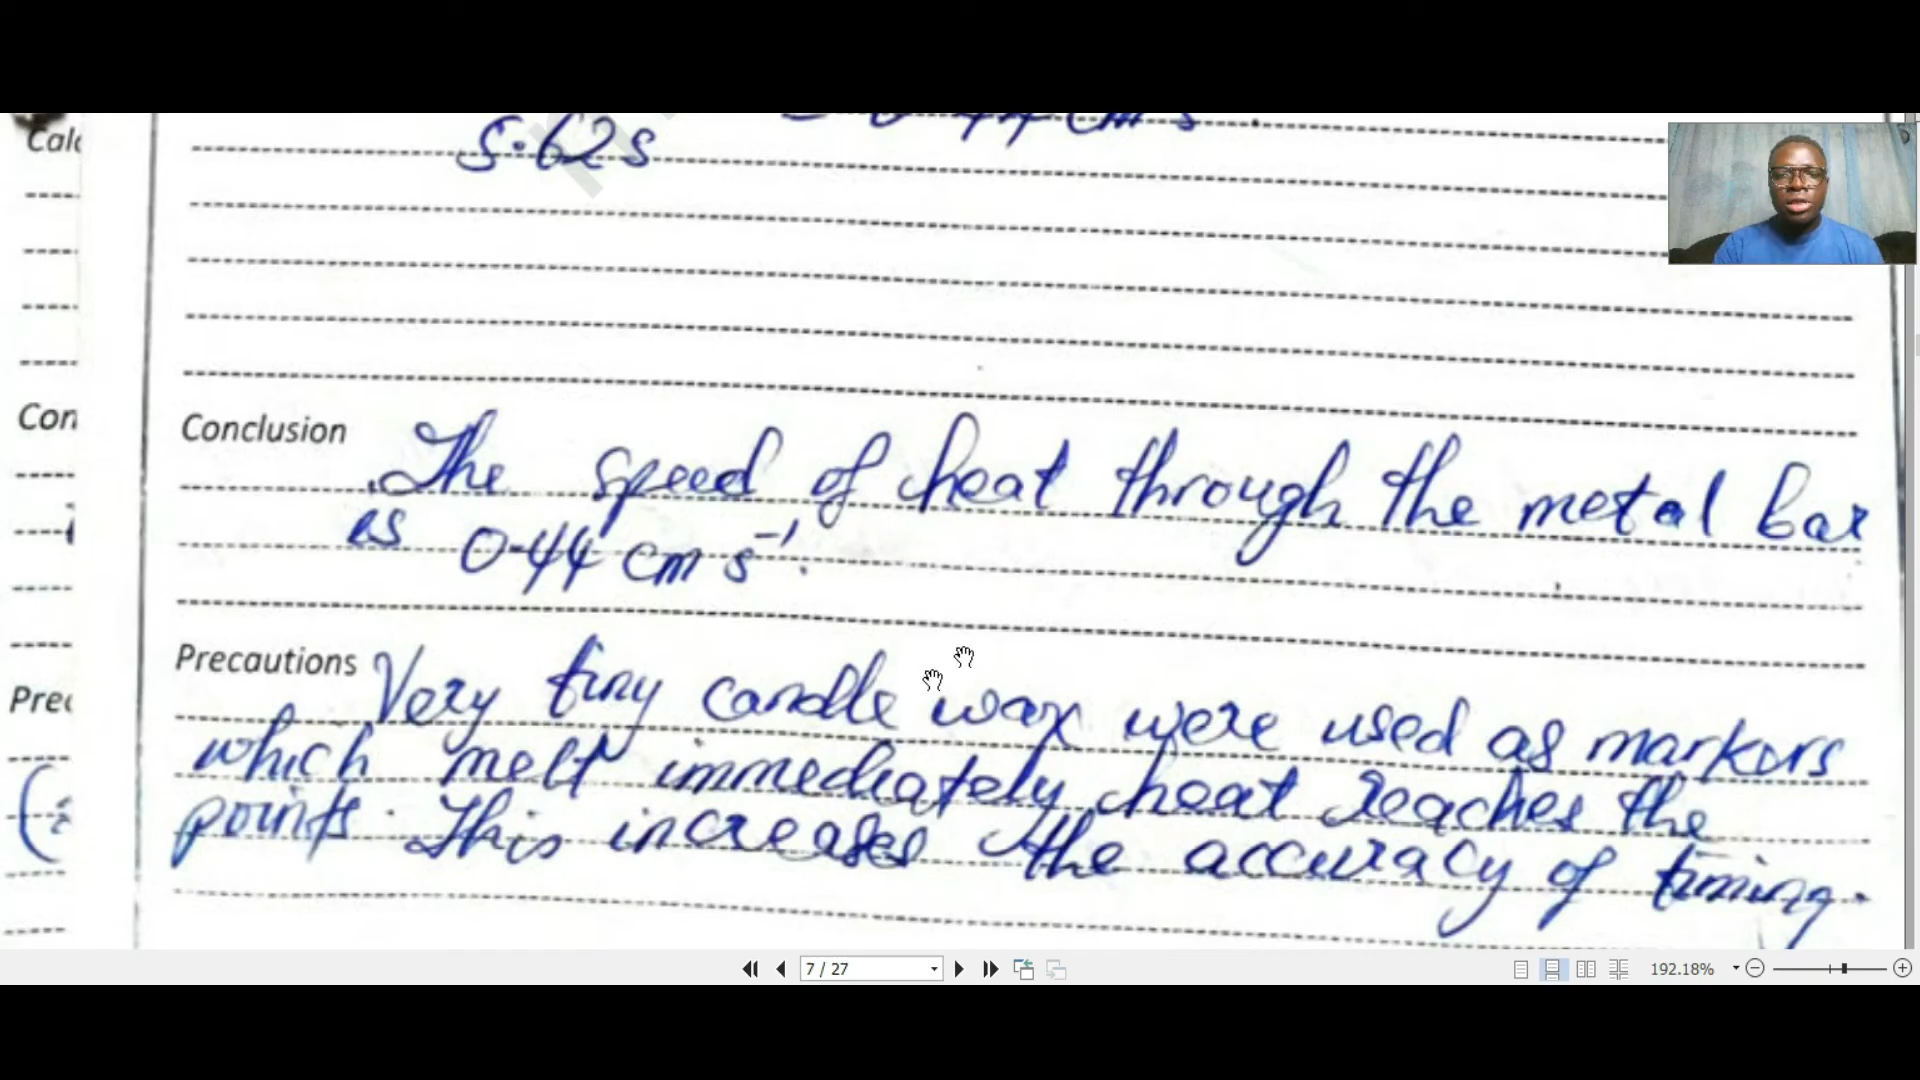 Calc
5.62s
Conclusion
The speed of heat through the metal bar
is 0.44 cm s⁻¹.
Con
Precautions
Very tiny candle wax were used as markers
which melt immediately heat reaches the
points. This increases the accuracy of timing.
Prec
7 / 27
192.18%